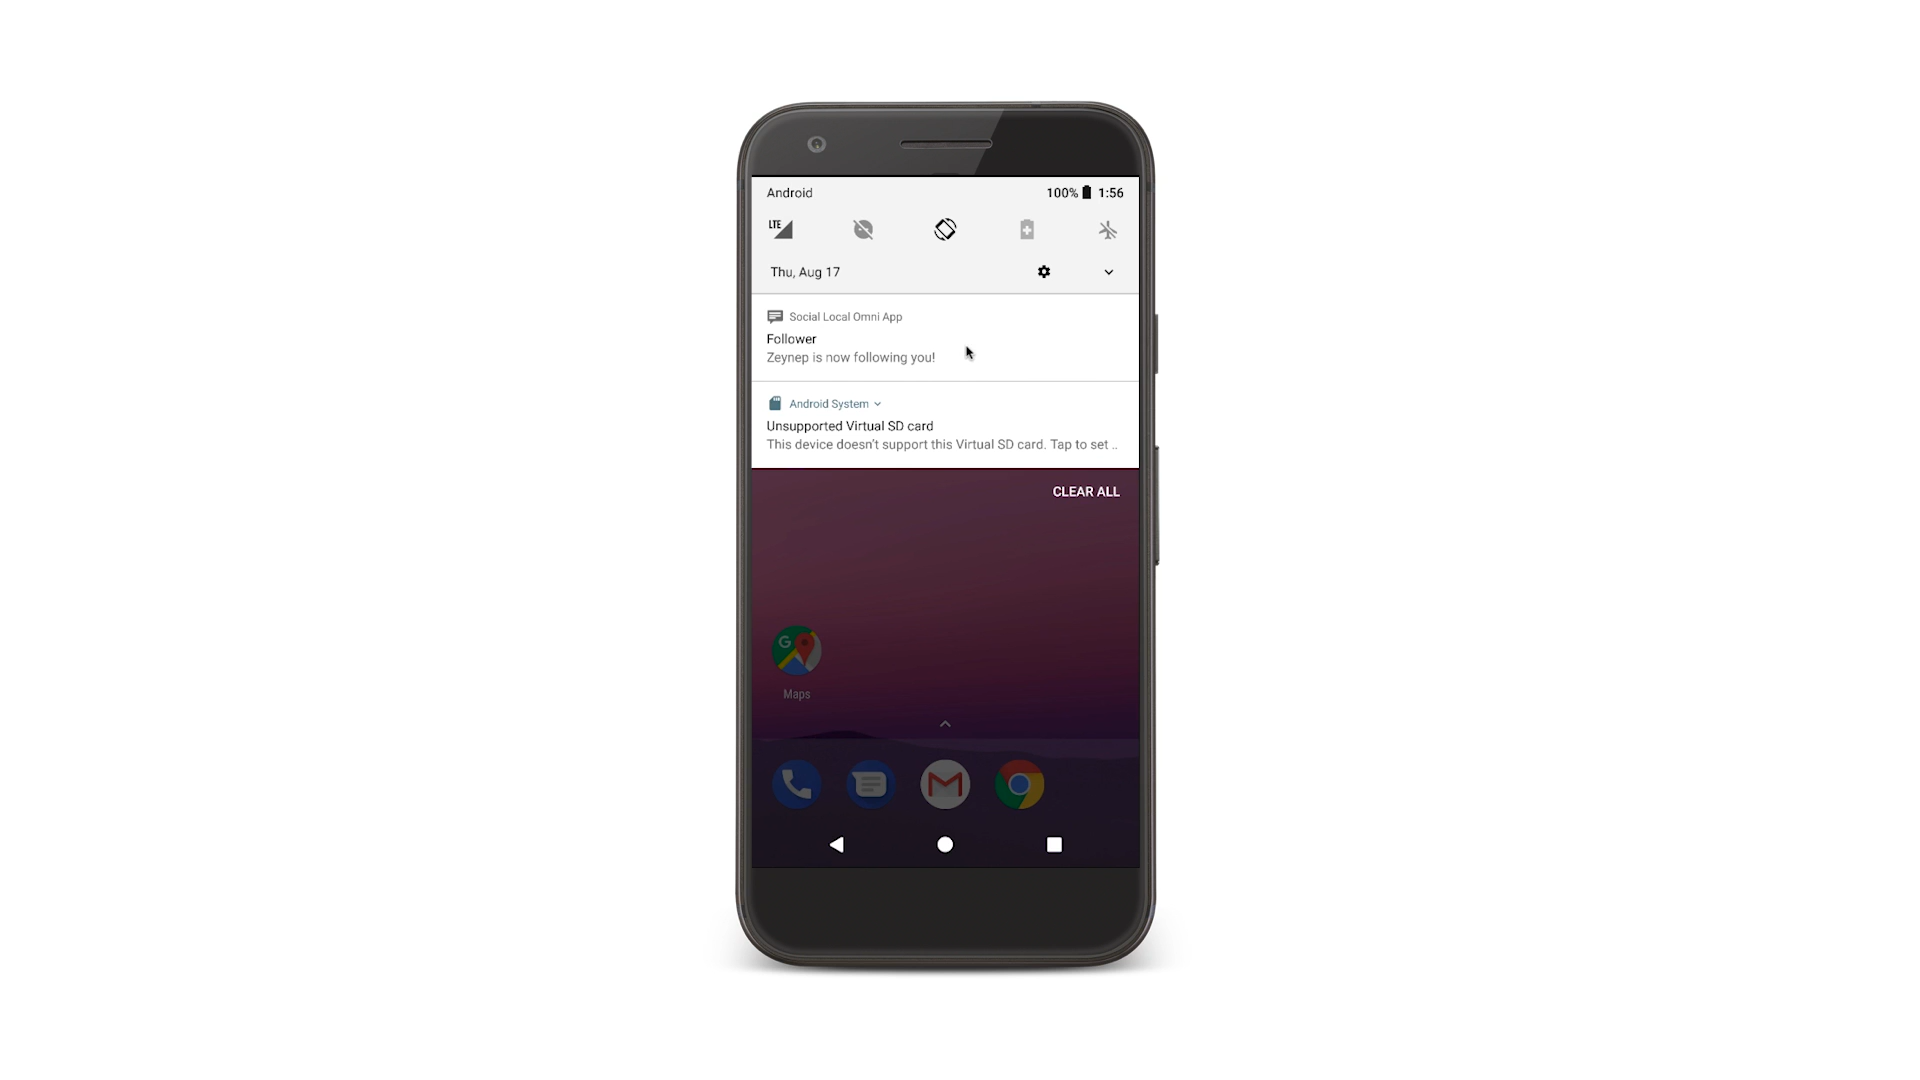 Android 100% 1:56
LTE
Thu, Aug 17
Social Local Omni App
Follower
Zeynep is now following you!
Android System
Unsupported Virtual SD card
This device doesn't support this Virtual SD card. Tap to set ..
CLEAR ALL
G
Maps